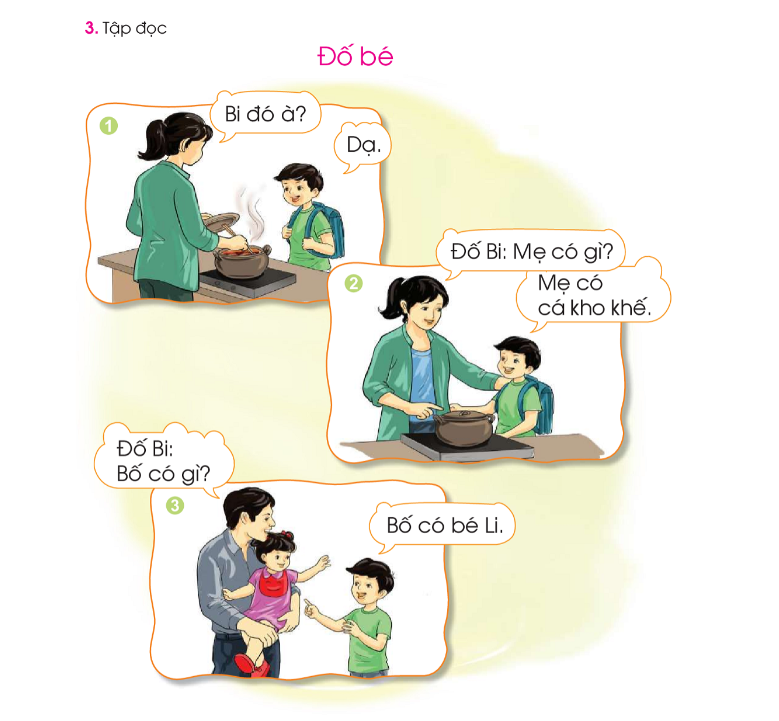 3. Tập đọc
Đố bé
1
Bi đó à?
Dạ.
2
Đố Bi: Mẹ có gì?
Mẹ có
cá kho khế.
3
Đố Bi:
Bố có gì?
Bố có bé Li.